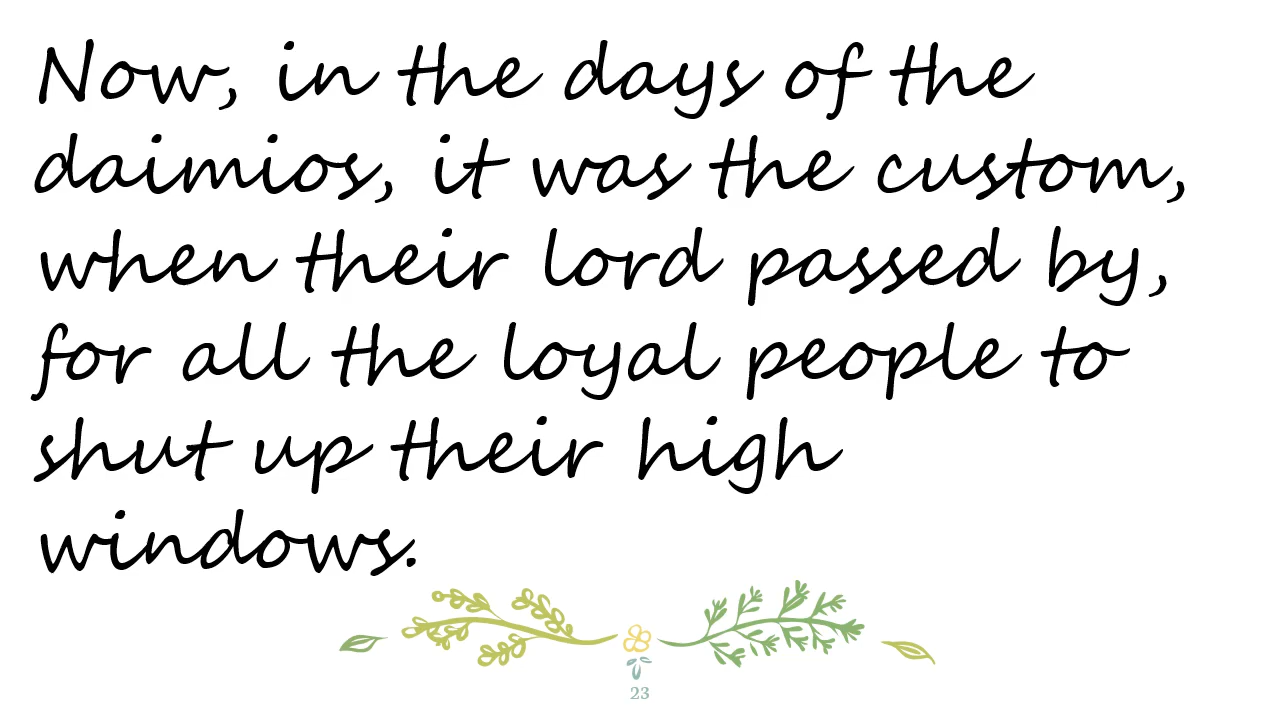 Now, in the days of the
daimios, it was the custom,
when their lord passed by,
for all the loyal people to
shut up their high
windows.
23